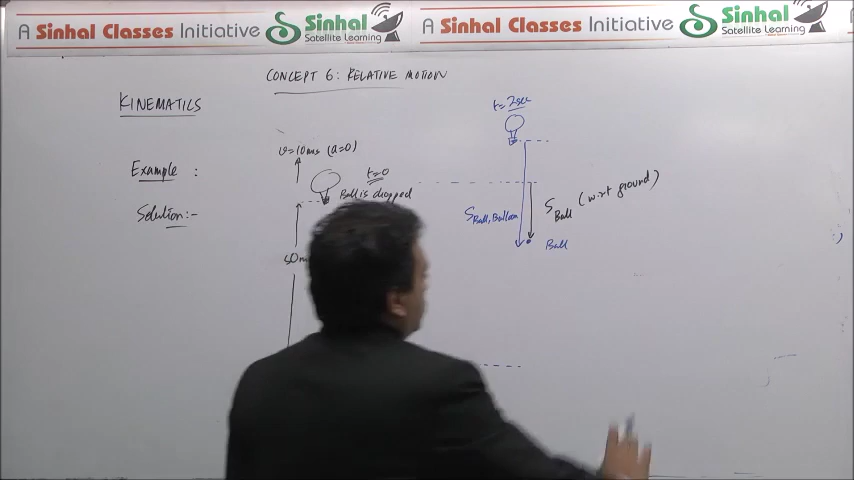 A Sinhal Classes Initiative
Sinhal
Satellite Learning
A Sinhal Classes Initiative
Sinhal
Satellite Learning
CONCEPT 6: RELATIVE MOTION
KINEMATICS
t=2sec
v=10m/s (a=0)
Example :
t=0
Ball is dropped
Solution:-
S Ball, Balloon
S Ball (w.r.t ground)
Ball